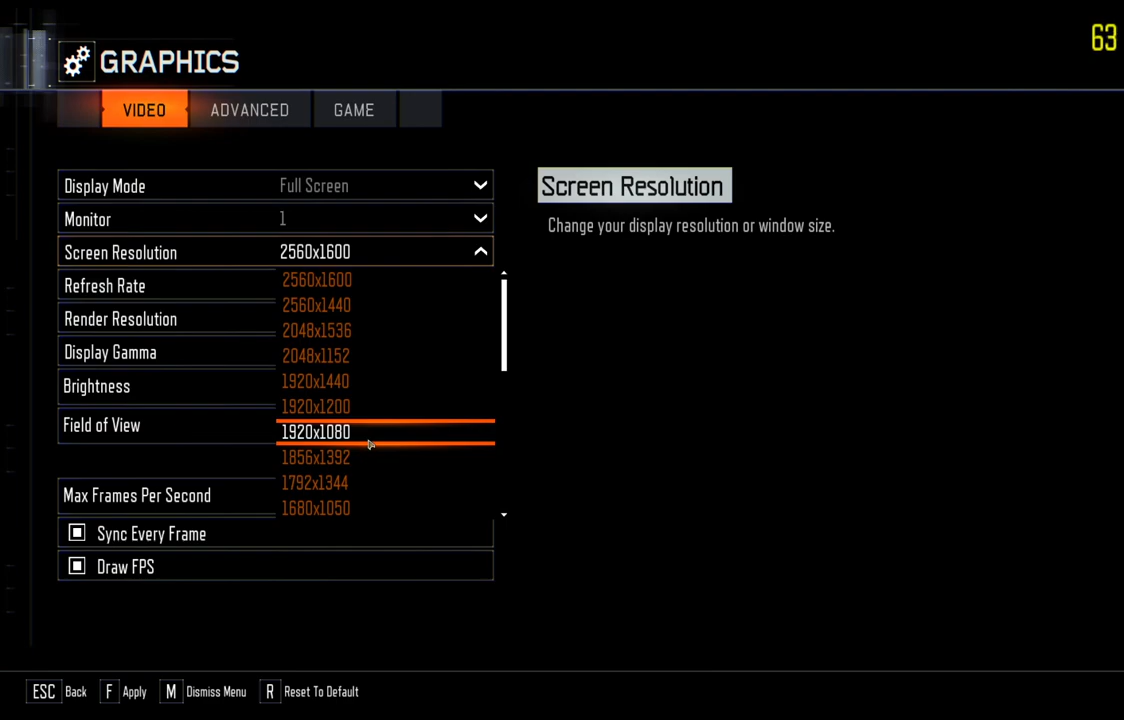 63
GRAPHICS
VIDEO ADVANCED GAME
Display Mode Full Screen
Monitor 1
Screen Resolution 2560x1600
Refresh Rate
Render Resolution
Display Gamma
Brightness
Field of View
Max Frames Per Second
Sync Every Frame
Draw FPS
2560x1600
2560x1440
2048x1536
2048x1152
1920x1440
1920x1200
1920x1080
1856x1392
1792x1344
1680x1050
Screen Resolution
Change your display resolution or window size.
ESC Back F Apply M Dismiss Menu R Reset To Default